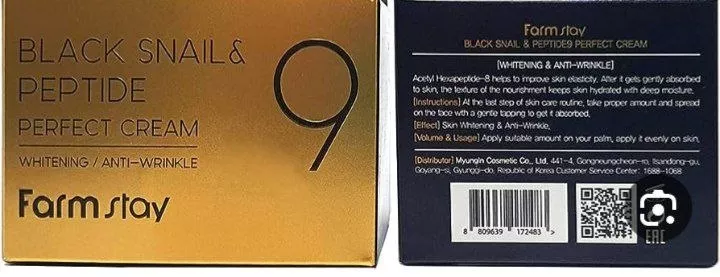 BLACK SNAIL &
PEPTIDE
9
PERFECT CREAM
WHITENING / ANTI-WRINKLE
Farm stay
Farm stay
BLACK SNAIL & PEPTIDE9 PERFECT CREAM
[WHITENING & ANTI-WRINKLE]
Acetyl Hexapeptide-8 helps to improve skin elasticity. After it gets gently absorbed
to skin, the texture of the nourishment keeps skin hydrated with deep moisture.
[Instructions] At the last step of skin care routine, take proper amount and spread
on the face with a gentle tapping to get it absorbed.
[Effect] Skin Whitening & Anti-Wrinkle.
[Volume & Usage] Apply suitable amount on your palm, apply it evenly on skin.
[Distributor] Myungin Cosmetic Co., Ltd. 441-4, Gongneungcheon-ro, Ilsandong-gu,
Goyang-si, Gyunggi-do, Republic of Korea Customer Service Center: 1688-1068
8 809639 172483 >
EAC